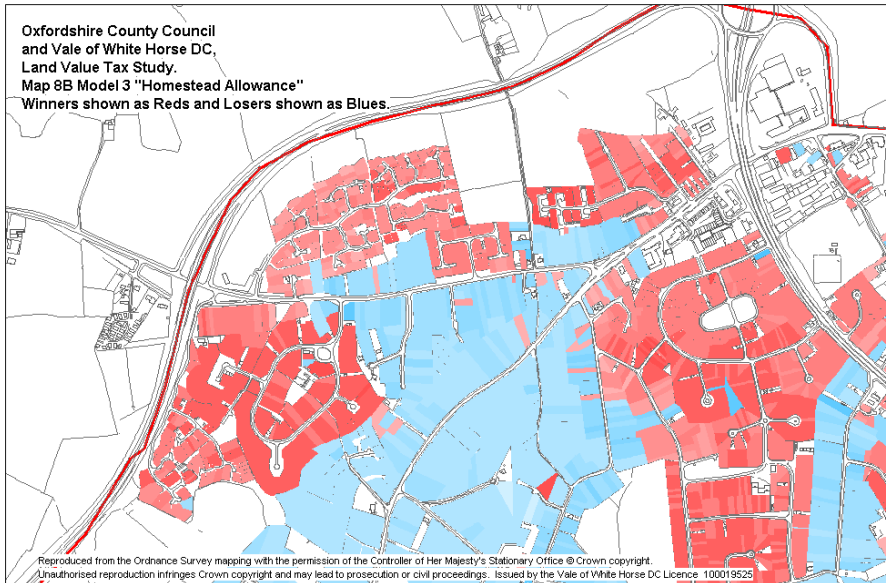 Oxfordshire County Council
and Vale of White Horse DC,
Land Value Tax Study.
Map 8B Model 3 "Homestead Allowance"
Winners shown as Reds and Losers shown as Blues.
Reproduced from the Ordnance Survey mapping with the permission of the Controller of Her Majesty's Stationary Office © Crown copyright.
Unauthorised reproduction infringes Crown copyright and may lead to prosecution or civil proceedings. Issued by the Vale of White Horse DC Licence 100019525